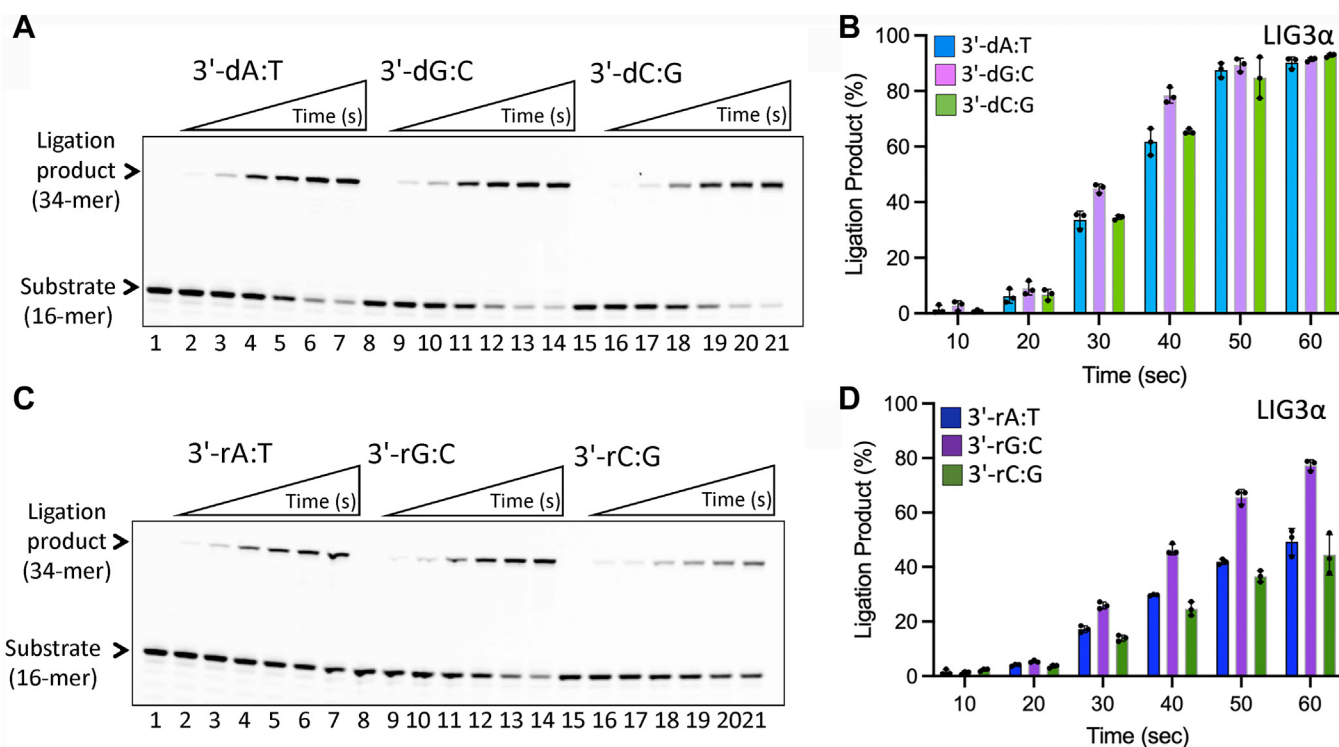 A
3'-dA:T
3'-dG:C
3'-dC:G
Time (s)
Time (s)
Time (s)
Ligation
product
(34-mer)
Substrate
(16-mer)
1 2 3 4 5 6 7 8 9 10 11 12 13 14 15 16 17 18 19 20 21
B
LIG3α
3'-dA:T
3'-dG:C
3'-dC:G
Ligation Product (%)
100
80
60
40
20
0
10 20 30 40 50 60
Time (sec)
C
3'-rA:T
3'-rG:C
3'-rC:G
Time (s)
Time (s)
Time (s)
Ligation
product
(34-mer)
Substrate
(16-mer)
1 2 3 4 5 6 7 8 9 10 11 12 13 14 15 16 17 18 19 2021
D
LIG3α
3'-rA:T
3'-rG:C
3'-rC:G
Ligation Product (%)
100
80
60
40
20
0
10 20 30 40 50 60
Time (sec)